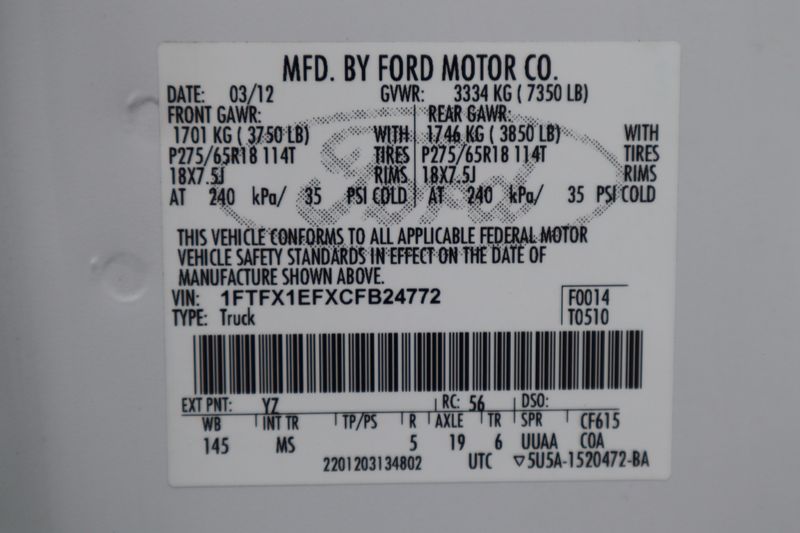 MFD. BY FORD MOTOR CO.
DATE: 03/12 GVWR: 3334 KG ( 7350 LB)
FRONT GAWR: REAR GAWR:
1701 KG ( 3750 LB) WITH 1746 KG ( 3850 LB) WITH
P275/65R18 114T TIRES P275/65R18 114T TIRES
18X7.5J RIMS 18X7.5J RIMS
AT 240 kPa/ 35 PSI COLD AT 240 kPa/ 35 PSI COLD
Ford
THIS VEHICLE CONFORMS TO ALL APPLICABLE FEDERAL MOTOR
VEHICLE SAFETY STANDARDS IN EFFECT ON THE DATE OF
MANUFACTURE SHOWN ABOVE.
VIN: 1FTFX1EFXCFB24772 F0014
TYPE: Truck T0510
EXT PNT: YZ RC: 56 DSO:
WB INT TR TP/PS R AXLE TR SPR CF615
145 MS 5 19 6 UUAA COA
2201203134802 UTC ▽5U5A-1520472-BA